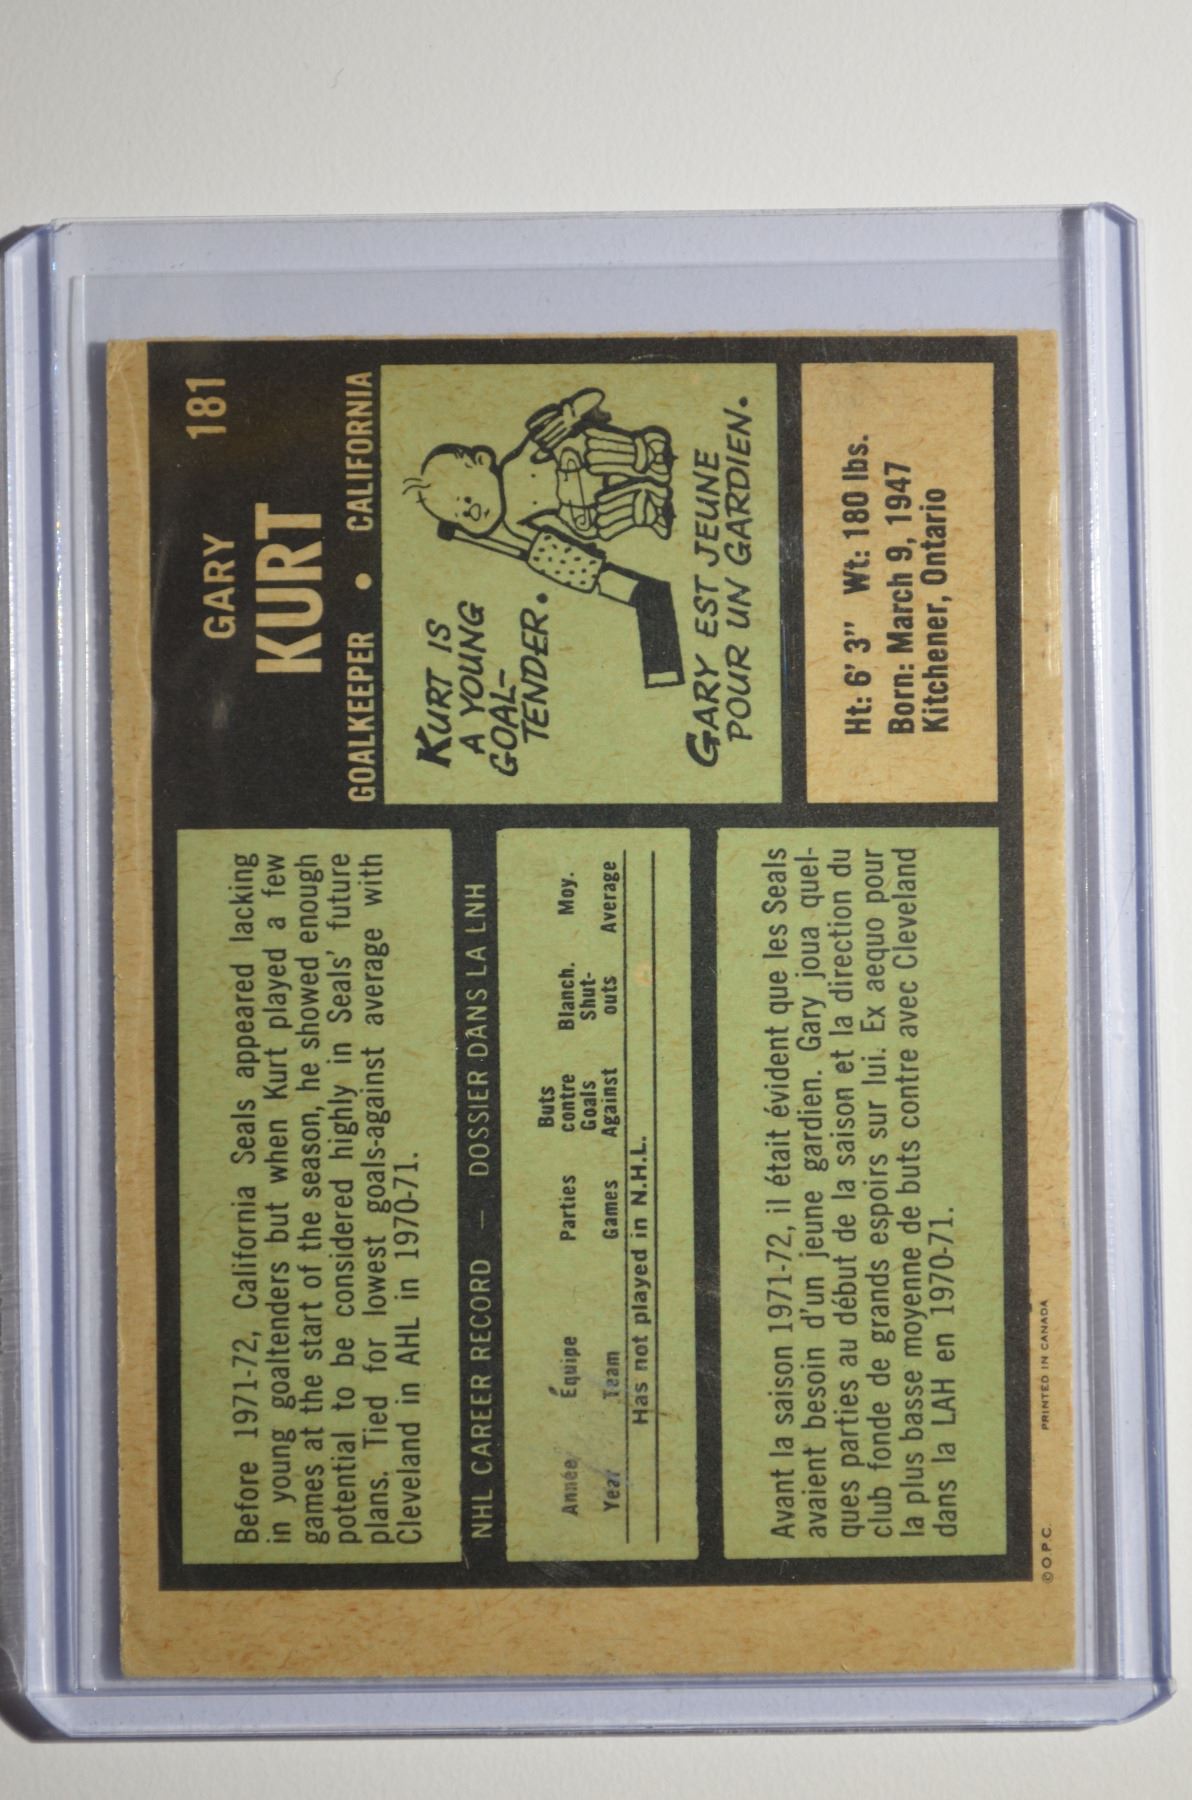 181
GARY
KURT
GOALKEEPER • CALIFORNIA
Before 1971-72, California Seals appeared lacking
in young goaltenders but when Kurt played a few
games at the start of the season, he showed enough
potential to be considered highly in Seals' future
plans. Tied for lowest goals-against average with
Cleveland in AHL in 1970-71.
KURT IS
A YOUNG
GOAL-
TENDER.
GARY EST JEUNE
POUR UN GARDIEN.
NHL CAREER RECORD — DOSSIER DANS LA LNH
Année Équipe Parties Buts contre Blanch. Moy.
Year Team Games Goals Against Shut-outs Average
Has not played in N.H.L.
Ht: 6' 3" Wt: 180 lbs.
Born: March 9, 1947
Kitchener, Ontario
Avant la saison 1971-72, il était évident que les Seals
avaient besoin d'un jeune gardien. Gary joua quel-
ques parties au début de la saison et la direction du
club fonde de grands espoirs sur lui. Ex aequo pour
la plus basse moyenne de buts contre avec Cleveland
dans la LAH en 1970-71.
© O.P.C. PRINTED IN CANADA